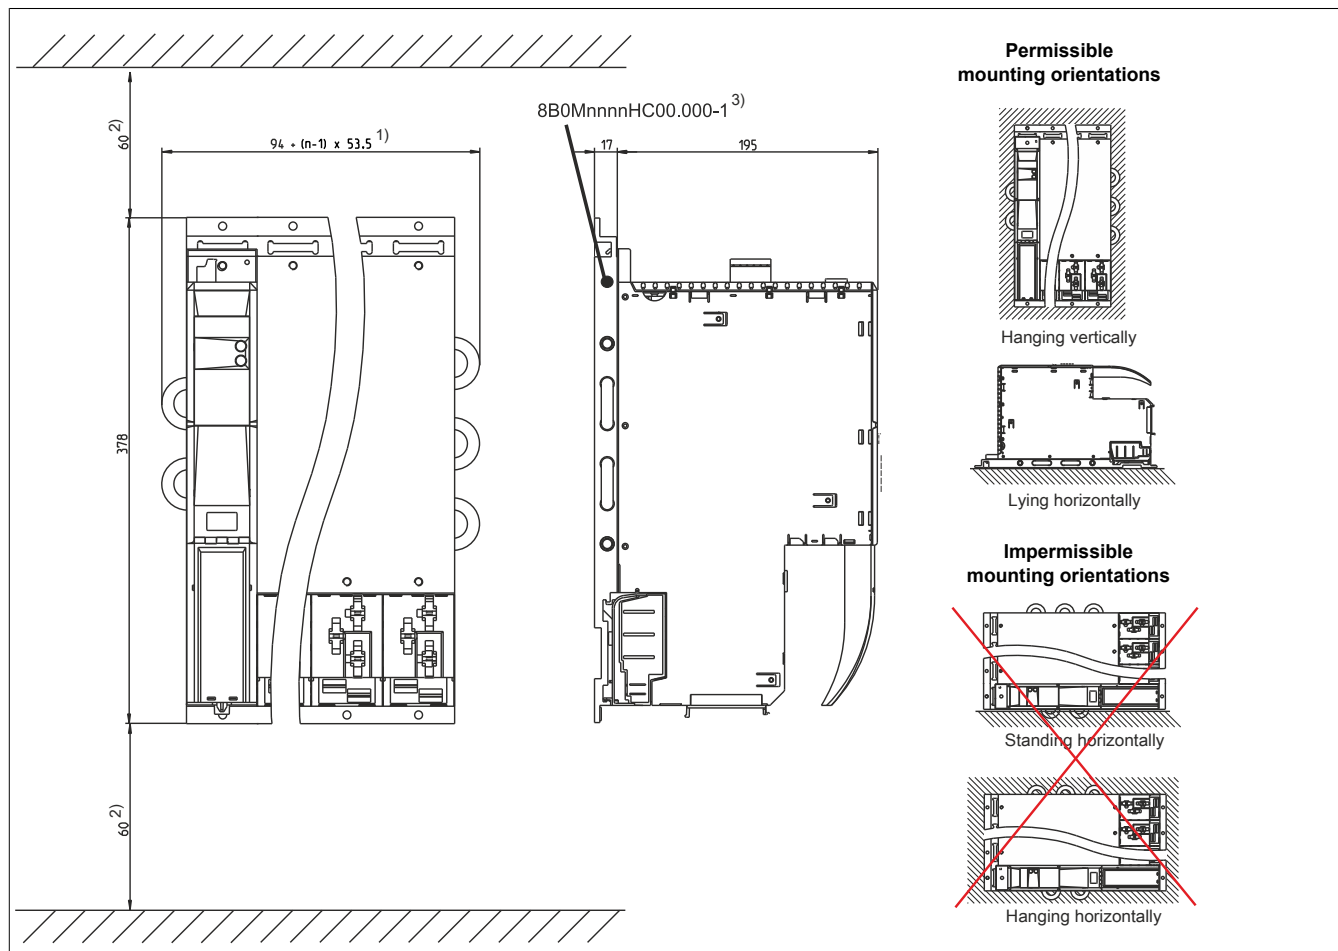 Permissible
mounting orientations
8B0MnnnnHC00.000-1 3)
60 2)
94 + (n-1) x 53.5 1)
17
195
378
Hanging vertically
Lying horizontally
Impermissible
mounting orientations
Standing horizontally
60 2)
Hanging horizontally